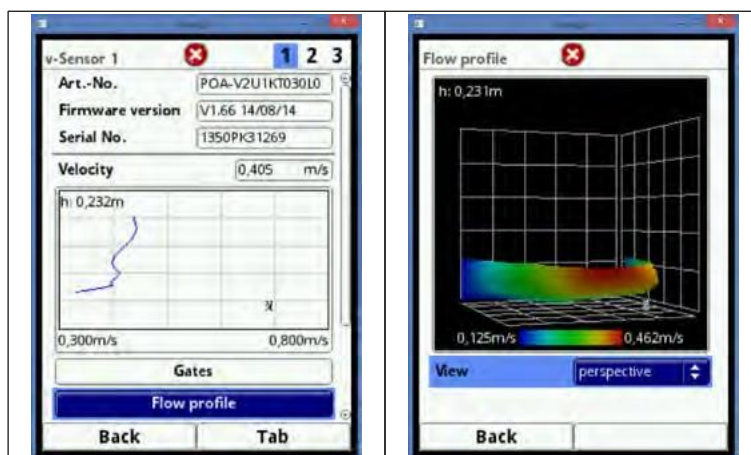 v-Sensor 1
1 2 3
Art.-No.
POA-V2U1KT030L0
Firmware version
V1.66 14/08/14
Serial No.
1350PK31269
Velocity
0,405 m/s
h: 0,232m
0,300m/s
0,800m/s
Gates
Flow profile
Back
Tab
Flow profile
h: 0,231m
0,125m/s
0,462m/s
View
perspective
Back